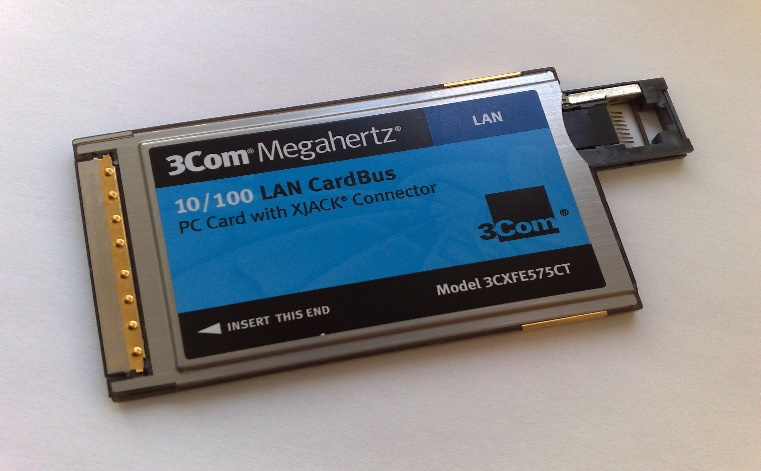 3Com® Megahertz®
LAN
10/100 LAN CardBus
PC Card with XJACK® Connector
3Com®
Model 3CXFE575CT
INSERT THIS END